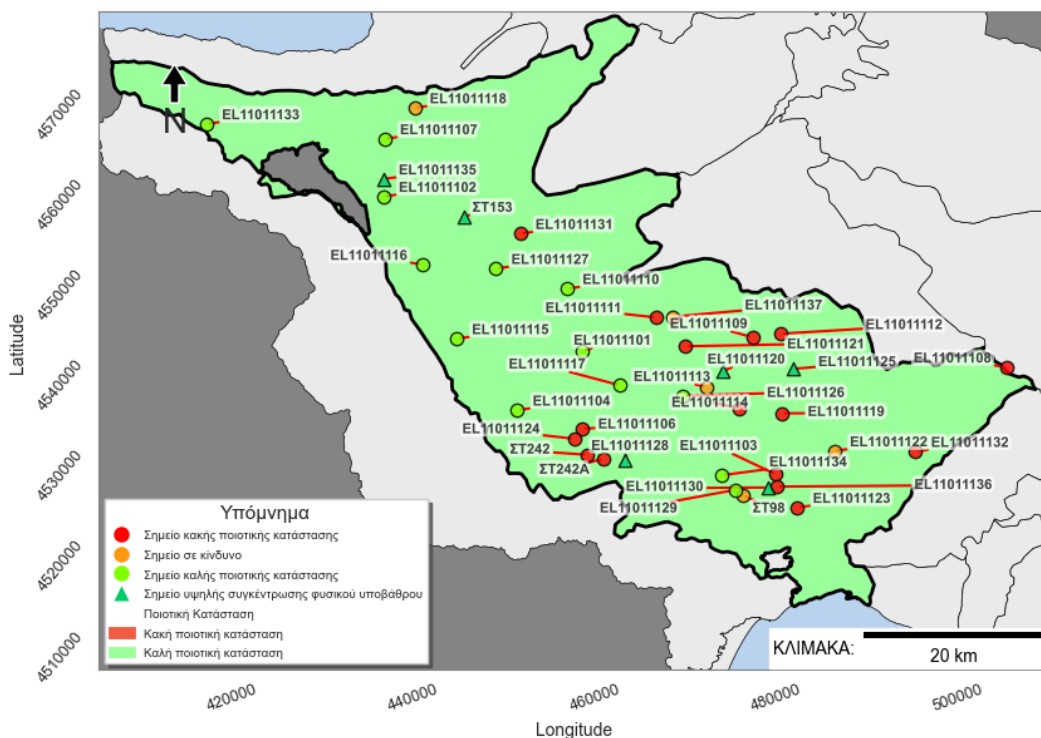 EL11011118
EL11011133
EL11011107
N
EL11011135
EL11011102
ΣΤ153
EL11011131
EL11011116
EL11011127
EL11011110
EL11011111
EL11011137
EL11011109
EL11011112
EL11011115
EL11011101
EL11011121
EL11011117
EL11011120
EL11011125
EL11011108
EL11011113
EL11011126
EL11011104
EL11011114
EL11011119
EL11011124
EL11011106
ΣΤ242
EL11011128
EL11011103
EL11011122
EL11011132
ΣΤ242Α
EL11011134
EL11011130
EL11011136
EL11011129
ΣΤ98
EL11011123
Υπόμνημα
Σημείο κακής ποιοτικής κατάστασης
Σημείο σε κίνδυνο
Σημείο καλής ποιοτικής κατάστασης
Σημείο υψηλής συγκέντρωσης φυσικού υποβάθρου
Ποιοτική Κατάσταση
Κακή ποιοτική κατάσταση
Καλή ποιοτική κατάσταση
ΚΛΙΜΑΚΑ:
20 km
Latitude
4570000
4560000
4550000
4540000
4530000
4520000
4510000
420000
440000
460000
480000
500000
Longitude